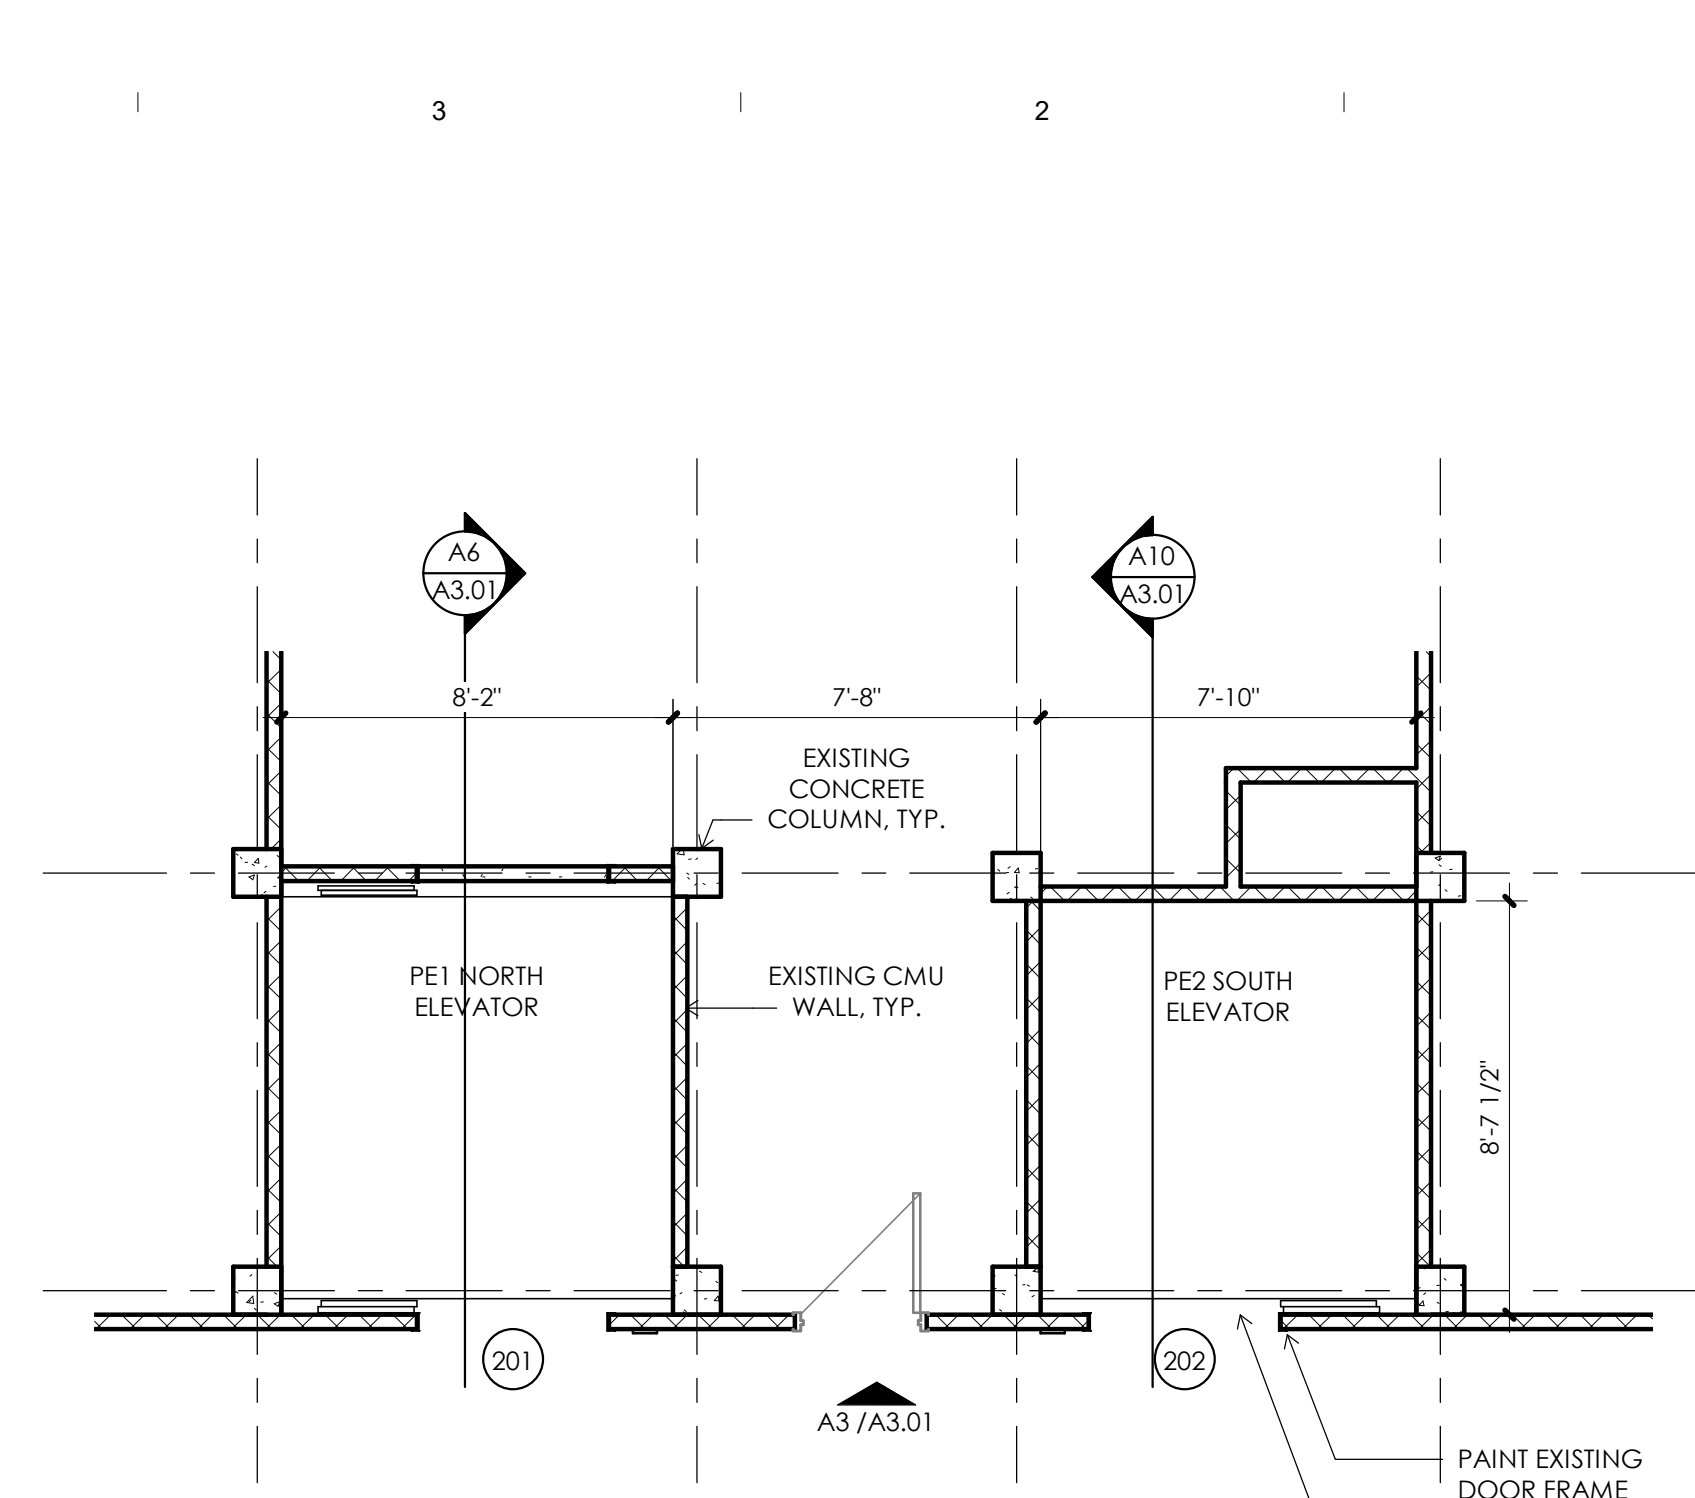 3
2
A6
A3.01
A10
A3.01
8'-2"
7'-8"
7'-10"
EXISTING
CONCRETE
COLUMN, TYP.
PE1 NORTH
ELEVATOR
EXISTING CMU
WALL, TYP.
PE2 SOUTH
ELEVATOR
8'-7 1/2"
201
202
A3 /A3.01
PAINT EXISTING
DOOR FRAME